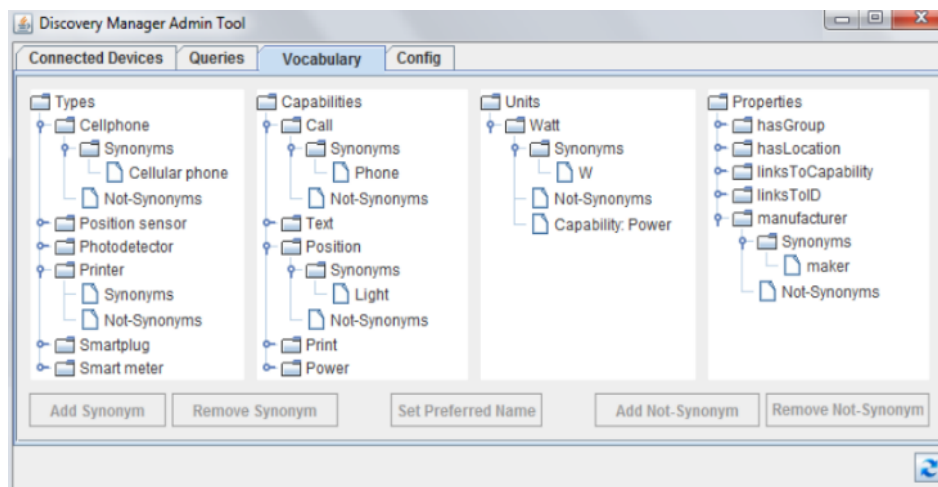 Discovery Manager Admin Tool
Connected Devices Queries Vocabulary Config
Types
Cellphone
Synonyms
Cellular phone
Not-Synonyms
Position sensor
Photodetector
Printer
Synonyms
Not-Synonyms
Smartplug
Smart meter
Capabilities
Call
Synonyms
Phone
Not-Synonyms
Text
Position
Synonyms
Light
Not-Synonyms
Print
Power
Units
Watt
Synonyms
W
Not-Synonyms
Capability: Power
Properties
hasGroup
hasLocation
linksToCapability
linksToID
manufacturer
Synonyms
maker
Not-Synonyms
Add Synonym Remove Synonym Set Preferred Name Add Not-Synonym Remove Not-Synonym